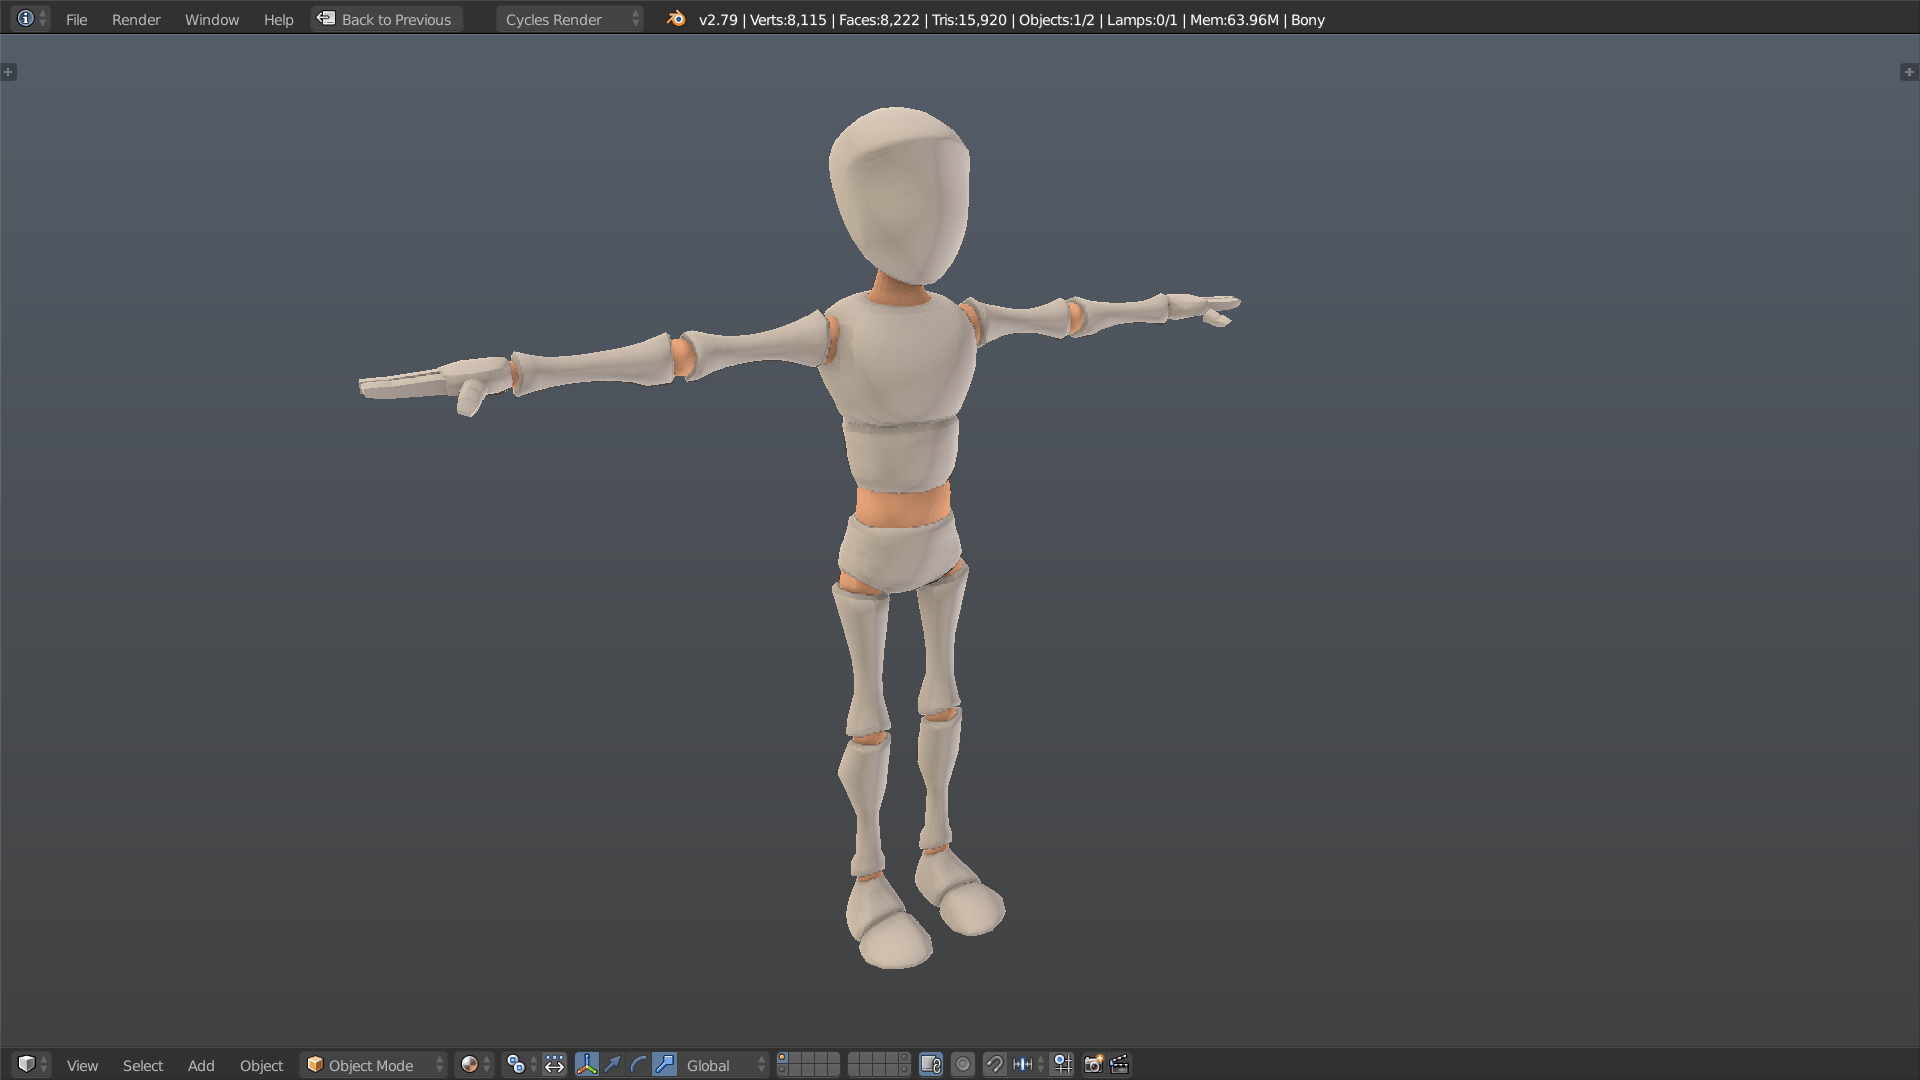 File Render Window Help Back to Previous Cycles Render v2.79 | Verts:8,115 | Faces:8,222 | Tris:15,920 | Objects:1/2 | Lamps:0/1 | Mem:63.96M | Bony
View Select Add Object Object Mode Global